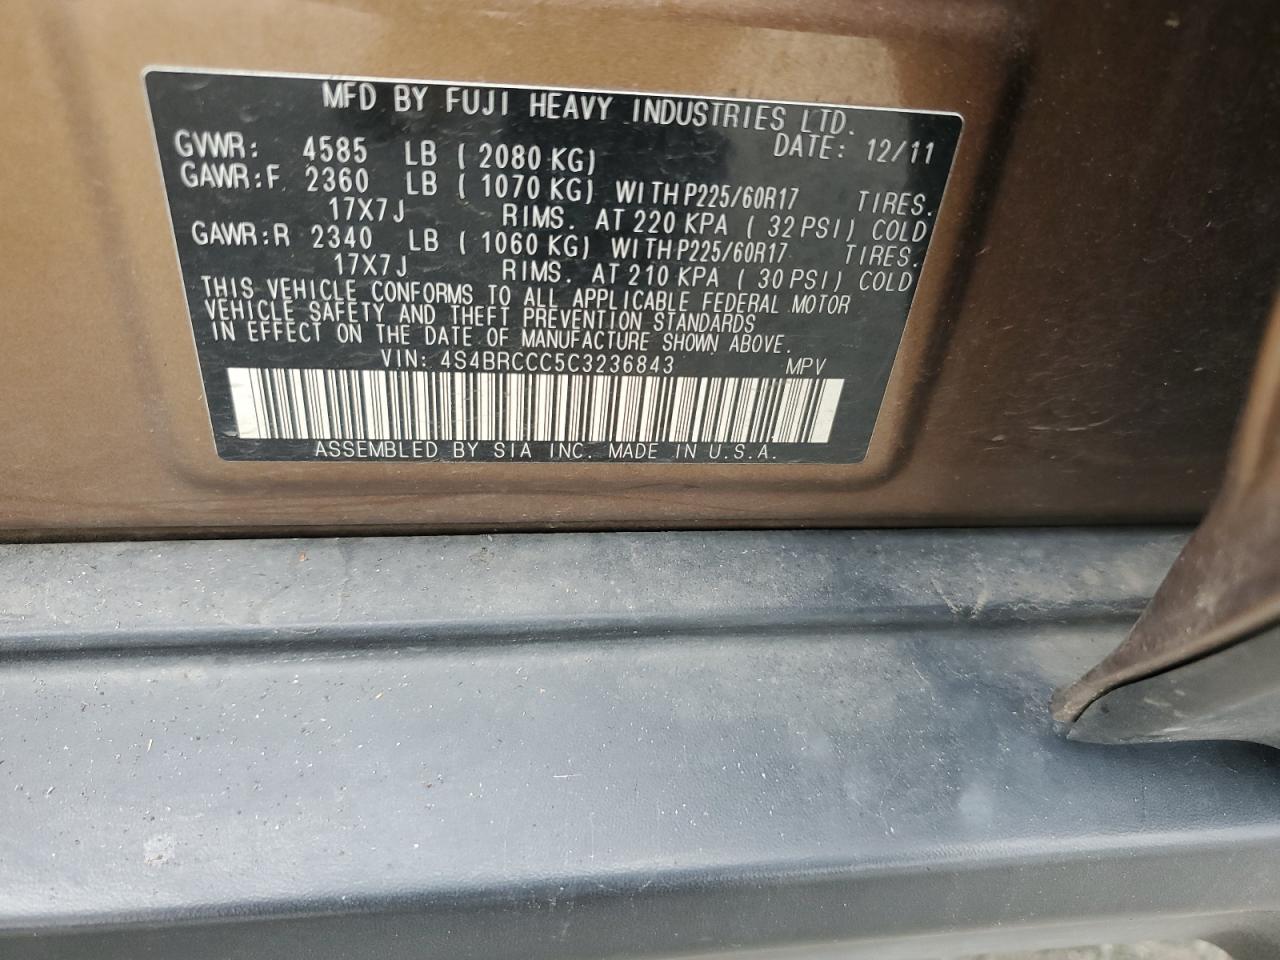 MFD BY FUJI HEAVY INDUSTRIES LTD.
DATE: 12/11
GVWR: 4585 LB ( 2080 KG)
GAWR:F 2360 LB ( 1070 KG) WITH P225/60R17 TIRES.
17X7J RIMS. AT 220 KPA ( 32 PSI) COLD
GAWR:R 2340 LB ( 1060 KG) WITH P225/60R17 TIRES.
17X7J RIMS. AT 210 KPA ( 30 PSI) COLD
THIS VEHICLE CONFORMS TO ALL APPLICABLE FEDERAL MOTOR
VEHICLE SAFETY AND THEFT PREVENTION STANDARDS
IN EFFECT ON THE DATE OF MANUFACTURE SHOWN ABOVE.
VIN: 4S4BRCCC5C3236843 MPV
ASSEMBLED BY SIA INC. MADE IN U.S.A.